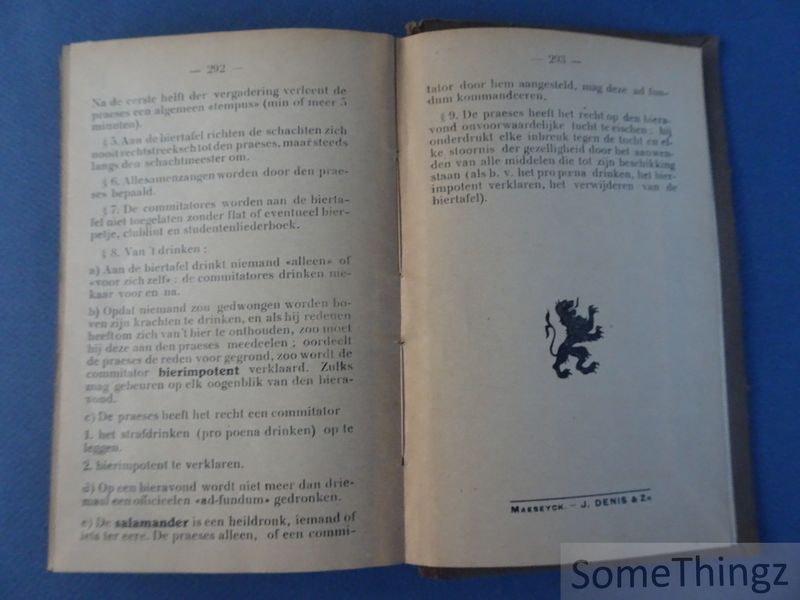 — 292 —
Na de eerste helft der vergadering verleent de
praeses een algemeen «tempus» (min of meer 5
minuten).
§ 5. Aan de biertafel richten de schachten zich
nooit rechtstreeksch tot den praeses, maar steeds
langs den schachtmeester om.
§ 6. Alle samenzangen worden door den prae-
ses bepaald.
§ 7. De commitatores worden aan de biertafel
niet toegelaten zonder flat of eventueel bier-
petje, clublint en studentenliederboek.
§ 8. Van 't drinken :
a) Aan de biertafel drinkt niemand «alleen» of
«voor zich zelf» : de commitatores drinken me-
kaar voor en na.
b) Opdat niemand zou gedwongen worden bo-
ven zijn krachten te drinken, en als hij redenen
heeft om zich van 't bier te onthouden, zoo moet
hij deze aan den praeses meedeelen ; oordeelt
de praeses de reden voor gegrond, zoo wordt de
commitator bierimpotent verklaard. Zulks
mag gebeuren op elk oogenblik van den biera-
vond.
c) De praeses heeft het recht een commitator
1. het strafdrinken (pro poena drinken) op te
leggen.
2. bierimpotent te verklaren.
d) Op een bieravond wordt niet meer dan drie-
maal een officieelen «ad-fundum» gedronken.
e) De salamander is een heildronk, iemand of
iets ter eere. De praeses alleen, of een commi-
— 293 —
tator door hem aangesteld, mag deze ad fun-
dum kommandeeren.
§ 9. De praeses heeft het recht op den biera-
vond onvoorwaardelijke tucht te eischen ; hij
onderdrukt elke inbreuk tegen de tucht en el-
ke stoornis der gezelligheid door het aanwen-
den van alle middelen die tot zijn beschikking
staan (als b. v. het pro poena drinken, het bier-
impotent verklaren, het verwijderen van de
biertafel).
MAESEYCK. — J. DENIS & Zn
SomeThingz